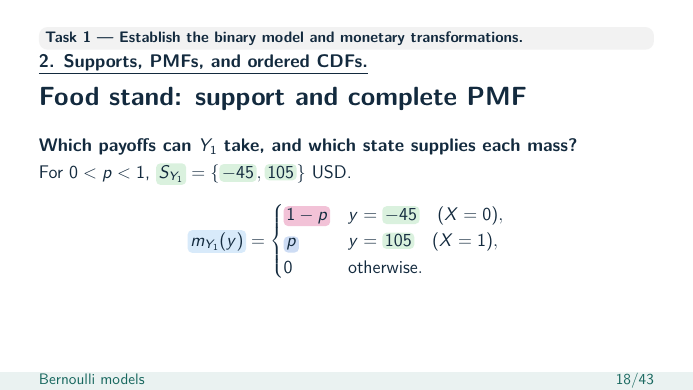 Task 1 — Establish the binary model and monetary transformations.
2. Supports, PMFs, and ordered CDFs.
Food stand: support and complete PMF
Which payoffs can Y₁ take, and which state supplies each mass?
For 0 < p < 1, S_{Y₁} = {−45, 105} USD.
m_{Y₁}(y) = {
1 − p y = −45 (X = 0),
p y = 105 (X = 1),
0 otherwise.
Bernoulli models 18/43